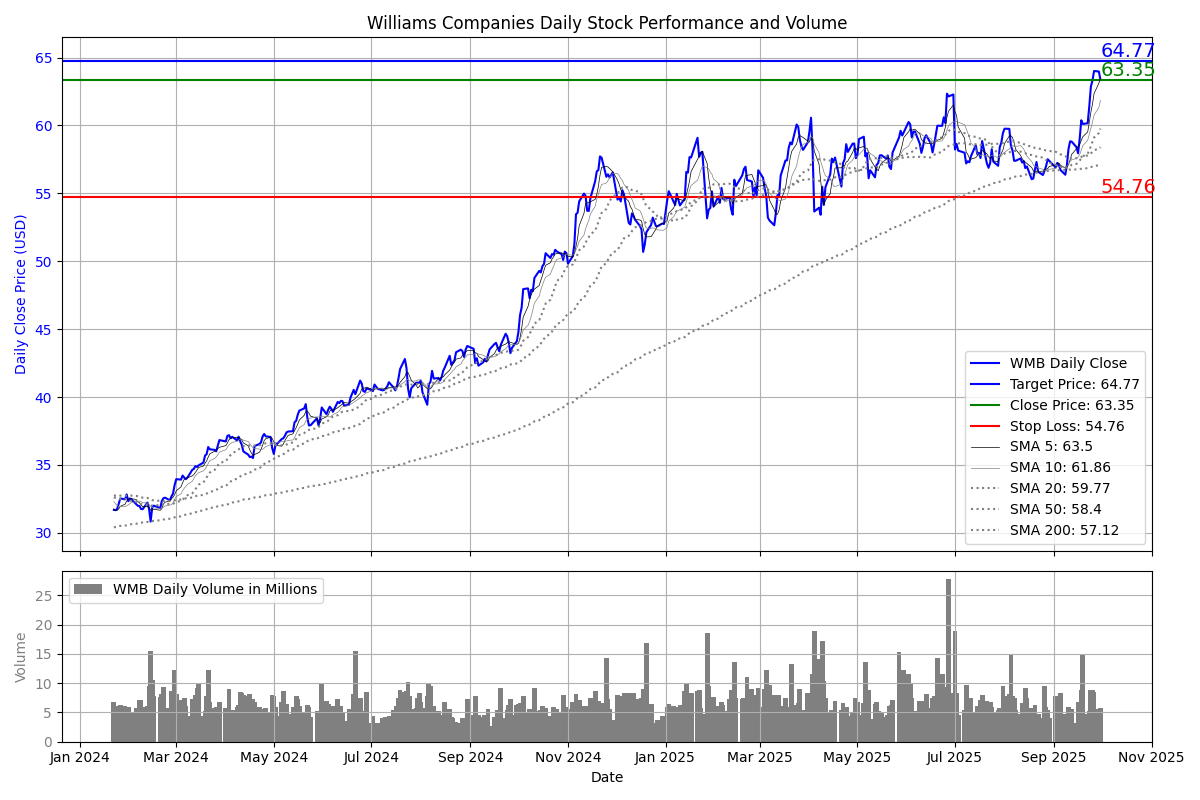 Williams Companies Daily Stock Performance and Volume
64.77
63.35
54.76
65
60
55
50
45
40
35
30
Daily Close Price (USD)
WMB Daily Close
Target Price: 64.77
Close Price: 63.35
Stop Loss: 54.76
SMA 5: 63.5
SMA 10: 61.86
SMA 20: 59.77
SMA 50: 58.4
SMA 200: 57.12
WMB Daily Volume in Millions
25
20
15
10
5
0
Volume
Jan 2024 Mar 2024 May 2024 Jul 2024 Sep 2024 Nov 2024 Jan 2025 Mar 2025 May 2025 Jul 2025 Sep 2025 Nov 2025
Date